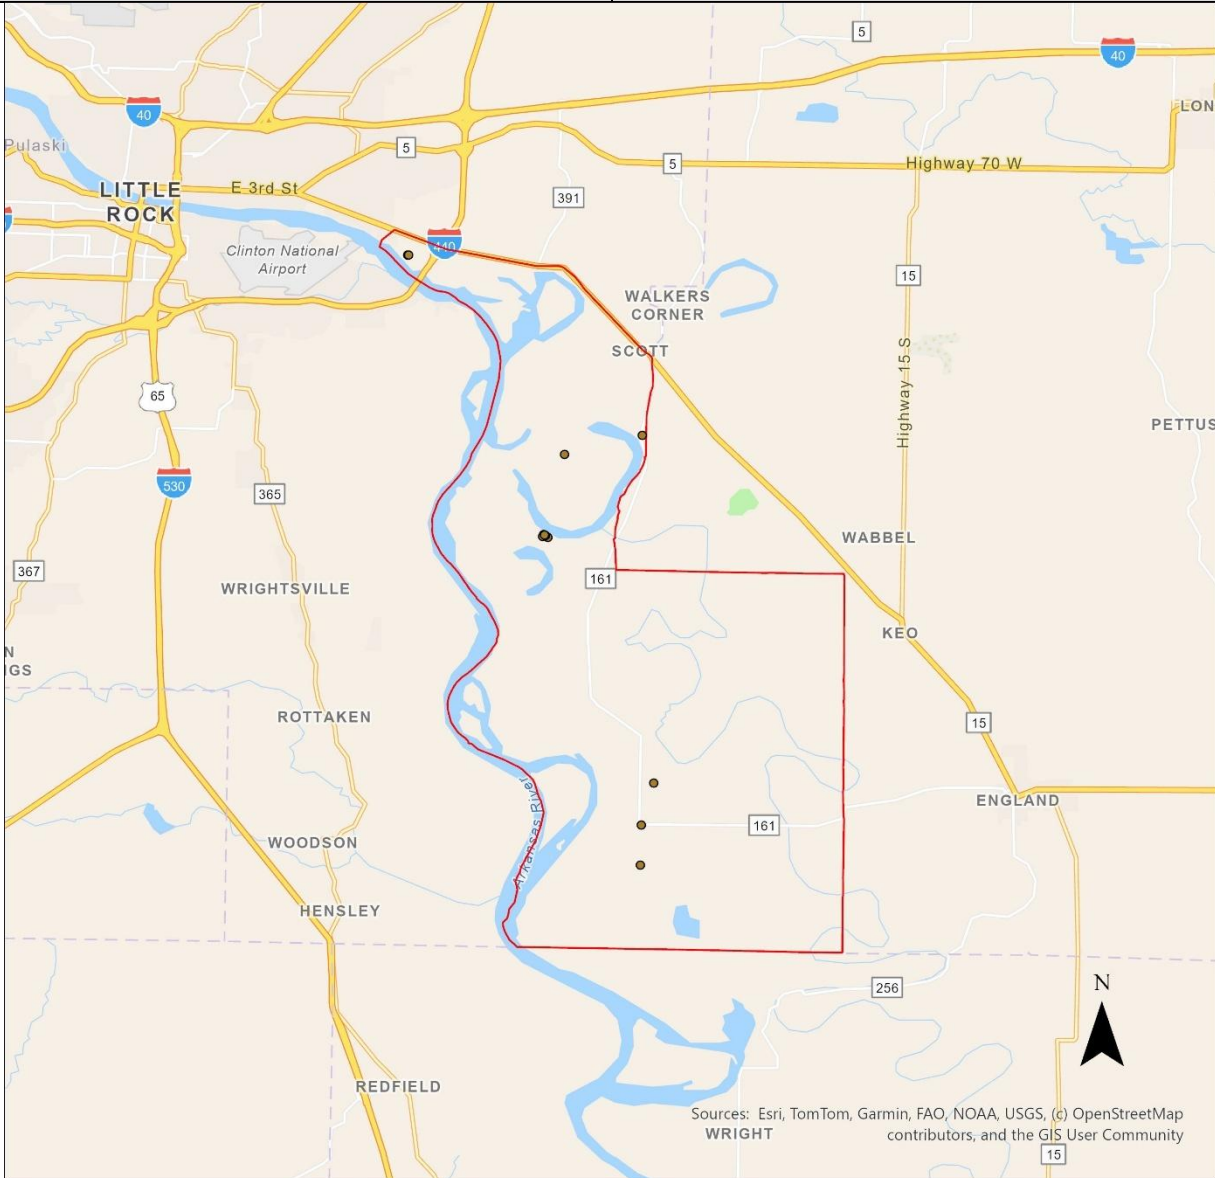 5
40
40
LON
Pulaski
5
5
Highway 70 W
LITTLE
ROCK
E 3rd St
391
Clinton National
Airport
440
15
WALKERS
CORNER
SCOTT
Highway 15 S
65
PETTUS
530
365
WABBEL
367
161
WRIGHTSVILLE
KEO
N
IGS
ROTTAKEN
15
ENGLAND
Arkansas River
161
WOODSON
HENSLEY
256
N
REDFIELD
Sources: Esri, TomTom, Garmin, FAO, NOAA, USGS, (c) OpenStreetMap
contributors, and the GIS User Community
WRIGHT
15